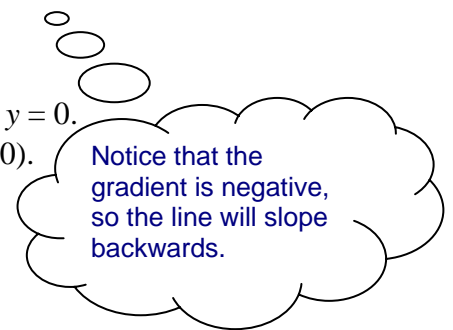 y = 0.
0).
Notice that the
gradient is negative,
so the line will slope
backwards.